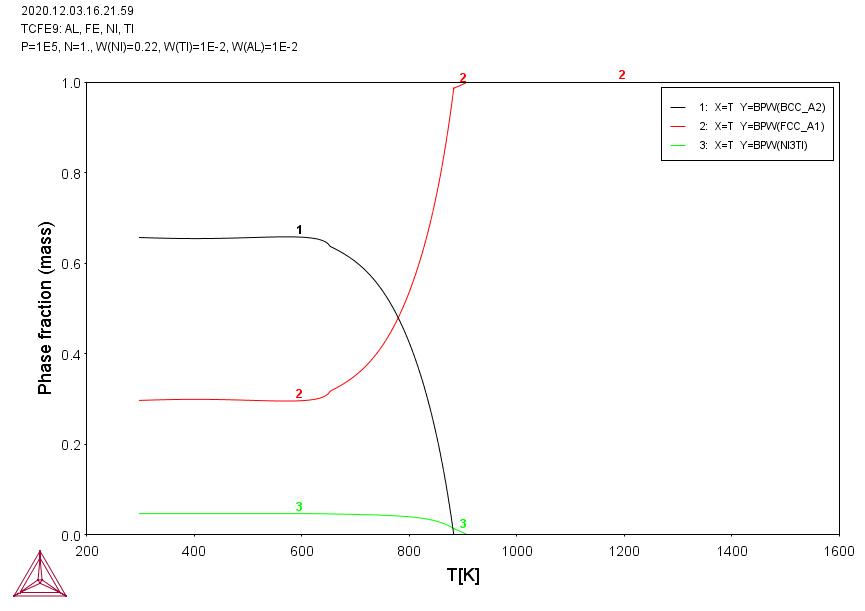 2020.12.03.16.21.59
TCFE9: AL, FE, NI, TI
P=1E5, N=1., W(NI)=0.22, W(TI)=1E-2, W(AL)=1E-2
2 2
1.0
1: X=T Y=BPW(BCC_A2)
2: X=T Y=BPW(FCC_A1)
3: X=T Y=BPW(NI3TI)
0.8
1
0.6
Phase fraction (mass)
0.4
2
0.2
3
3
0.0
200 400 600 800 1000 1200 1400 1600
T[K]